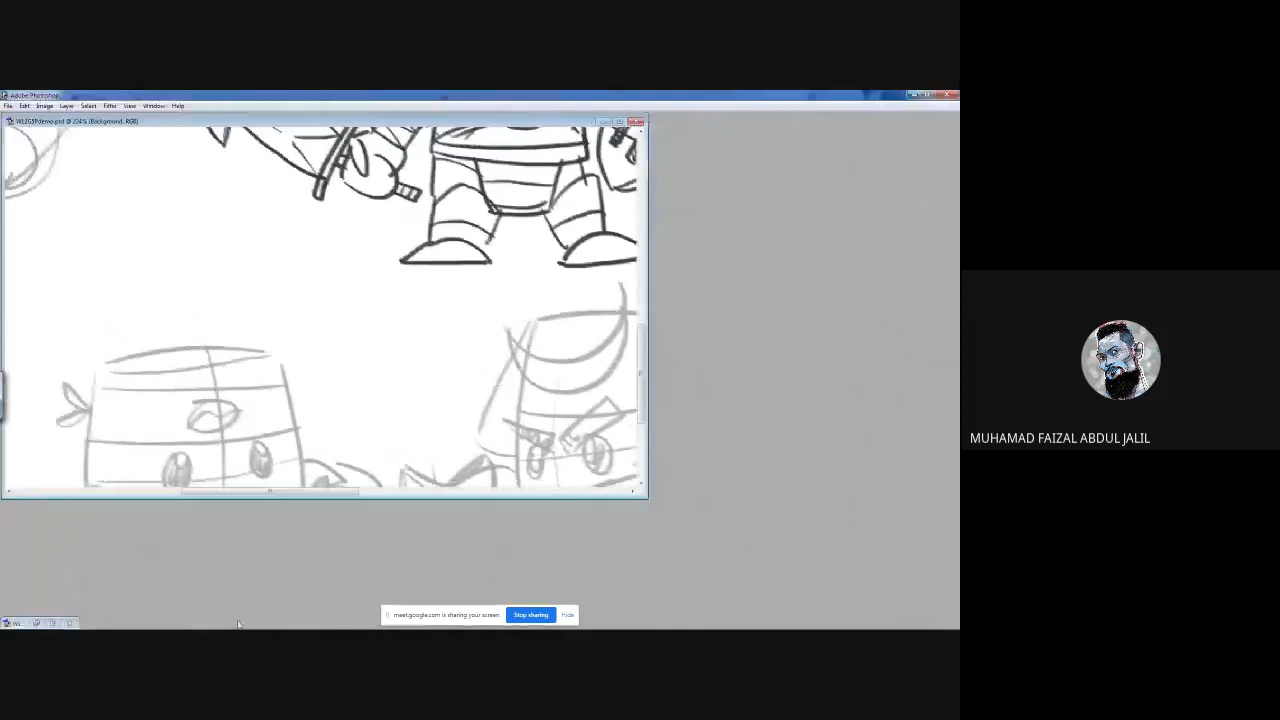 Adobe Photoshop
File Edit Image Layer Select Filter View Window Help
meet.google.com is sharing your screen. Stop sharing Hide
MUHAMAD FAIZAL ABDUL JALIL